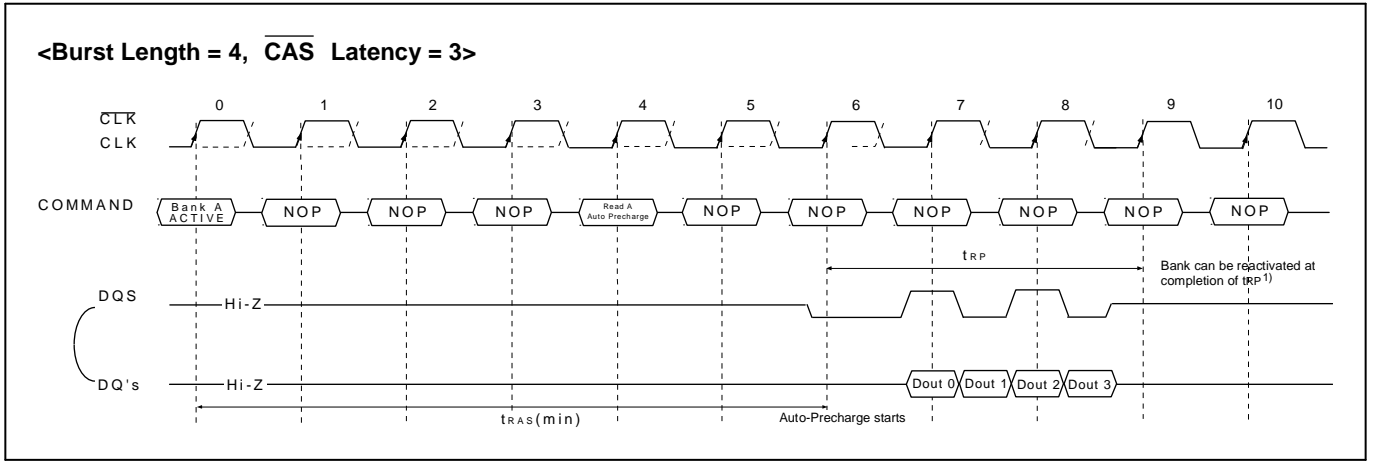 <Burst Length = 4, CAS Latency = 3>
0 1 2 3 4 5 6 7 8 9 10
CLK
CLK
COMMAND
Bank A
ACTIVE
NOP
NOP
NOP
Read A
Auto Precharge
NOP
NOP
NOP
NOP
NOP
NOP
tRP
Bank can be reactivated at
completion of tRP1)
DQS
Hi-Z
DQ's
Hi-Z
Dout 0 Dout 1 Dout 2 Dout 3
tRAS(min)
Auto-Precharge starts